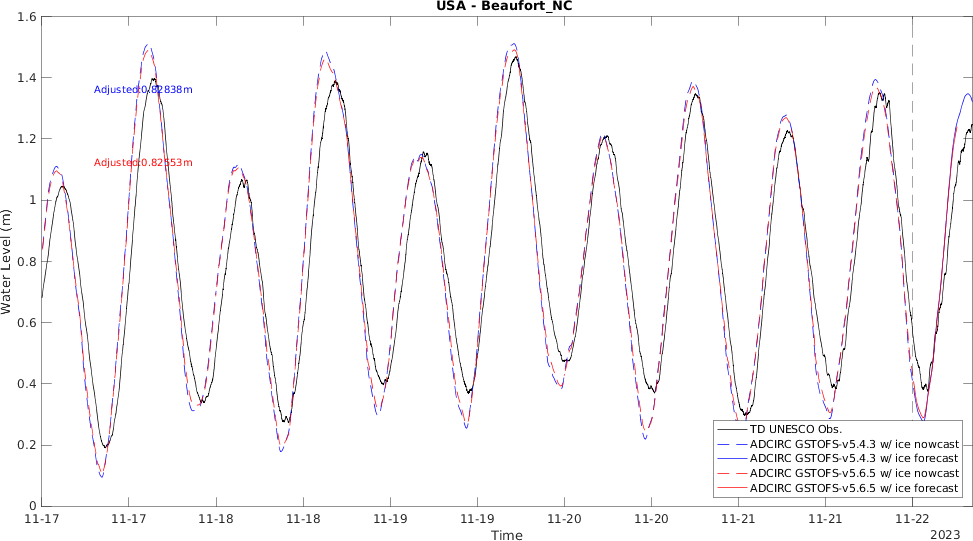 USA - Beaufort_NC
1.6
1.4
1.2
1
0.8
0.6
0.4
0.2
0
Water Level (m)
Adjusted:0.82838m
Adjusted:0.82553m
TD UNESCO Obs.
ADCIRC GSTOFS-v5.4.3 w/ ice nowcast
ADCIRC GSTOFS-v5.4.3 w/ ice forecast
ADCIRC GSTOFS-v5.6.5 w/ ice nowcast
ADCIRC GSTOFS-v5.6.5 w/ ice forecast
11-17 11-17 11-18 11-18 11-19 11-19 11-20 11-20 11-21 11-21 11-22
Time
2023